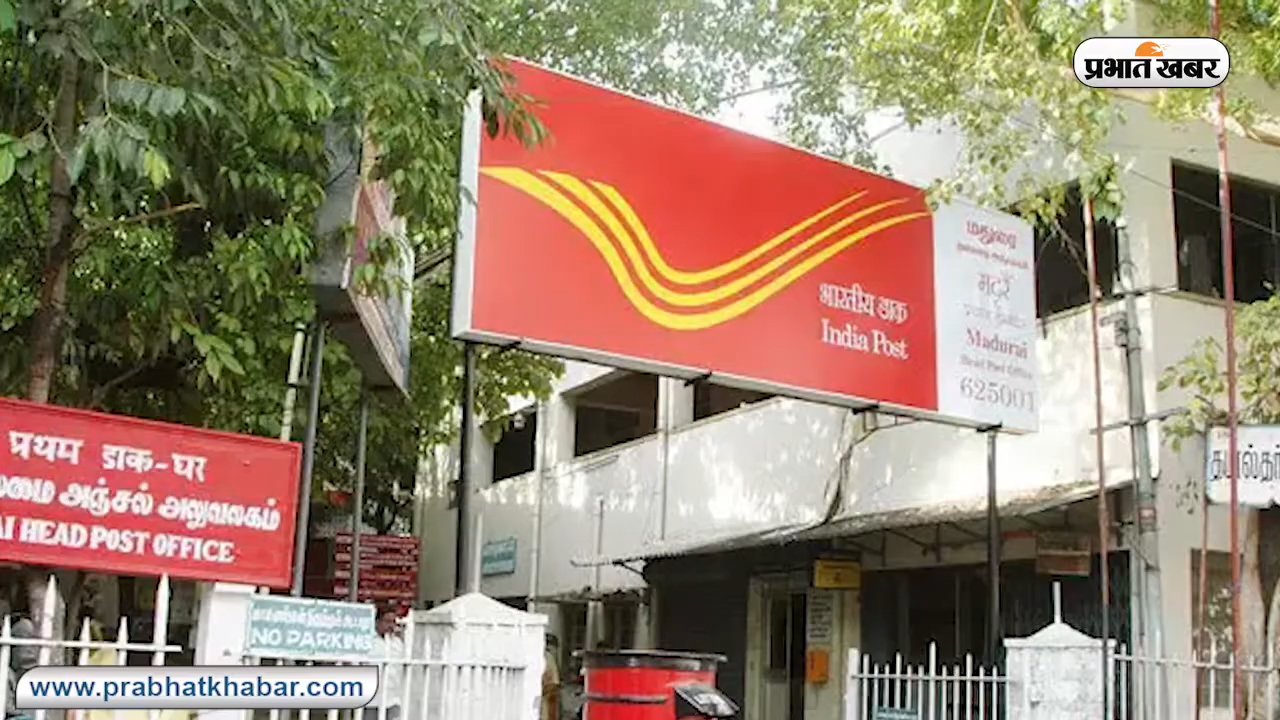 प्रभात खबर
भारतीय डाक
India Post
மதுரை
मदुरै
Madurai
Head Post Office
625001
प्रथम डाक-घर
அஞ்சல் அலுவலகம்
HEAD POST OFFICE
NO PARKING
www.prabhatkhabar.com